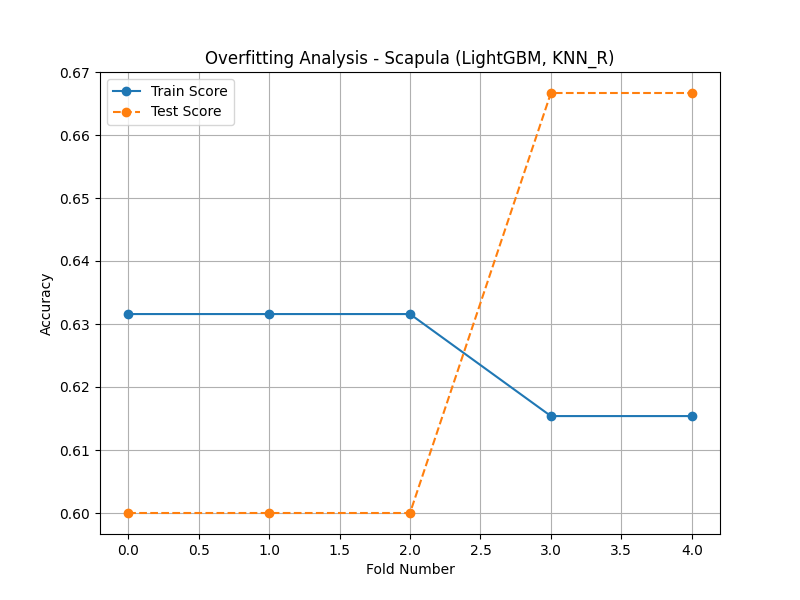 Overfitting Analysis - Scapula (LightGBM, KNN_R)
Train Score
Test Score
Accuracy
0.67
0.66
0.65
0.64
0.63
0.62
0.61
0.60
0.0 0.5 1.0 1.5 2.0 2.5 3.0 3.5 4.0
Fold Number